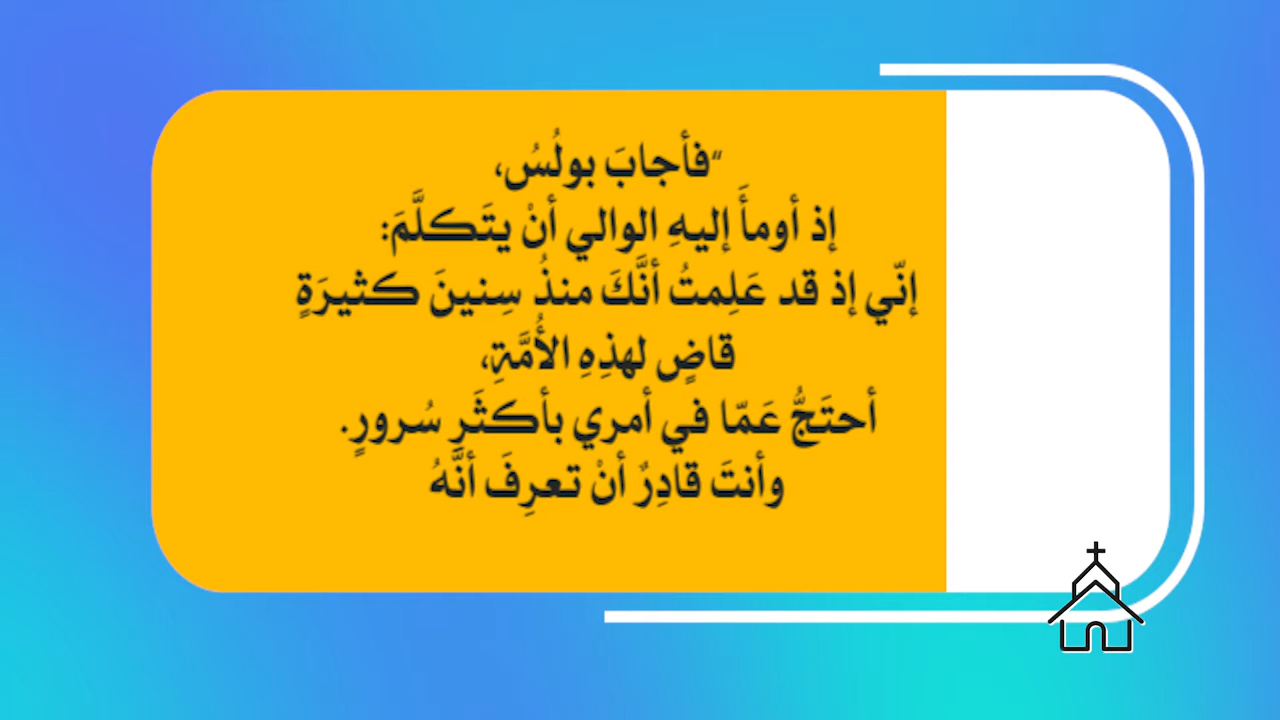 “فأجابَ بولُسُ،
إذ أومأَ إليهِ الوالي أنْ يتَكلَّمَ:
إنّي إذ قد عَلِمتُ أنَّكَ منذُ سِنينَ كثيرَةٍ
قاضٍ لهذِهِ الأُمَّةِ،
أحتَجُّ عَمّا في أمري بأكثَرِ سُرورٍ.
وأنتَ قادِرٌ أنْ تعرِفَ أنَّهُ